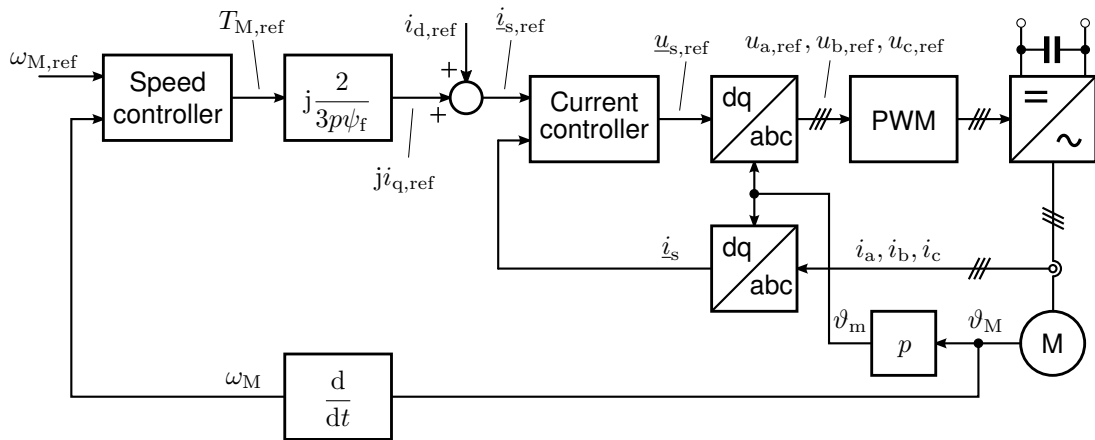 T_M,ref
i_d,ref
i_s,ref
u_s,ref
u_a,ref, u_b,ref, u_c,ref
ω_M,ref
Speed
controller
j 2/(3pψ_f)
+
+
Current
controller
dq
abc
PWM
=
~
ji_q,ref
i_s
dq
abc
i_a, i_b, i_c
ϑ_m
p
ϑ_M
M
ω_M
d/dt